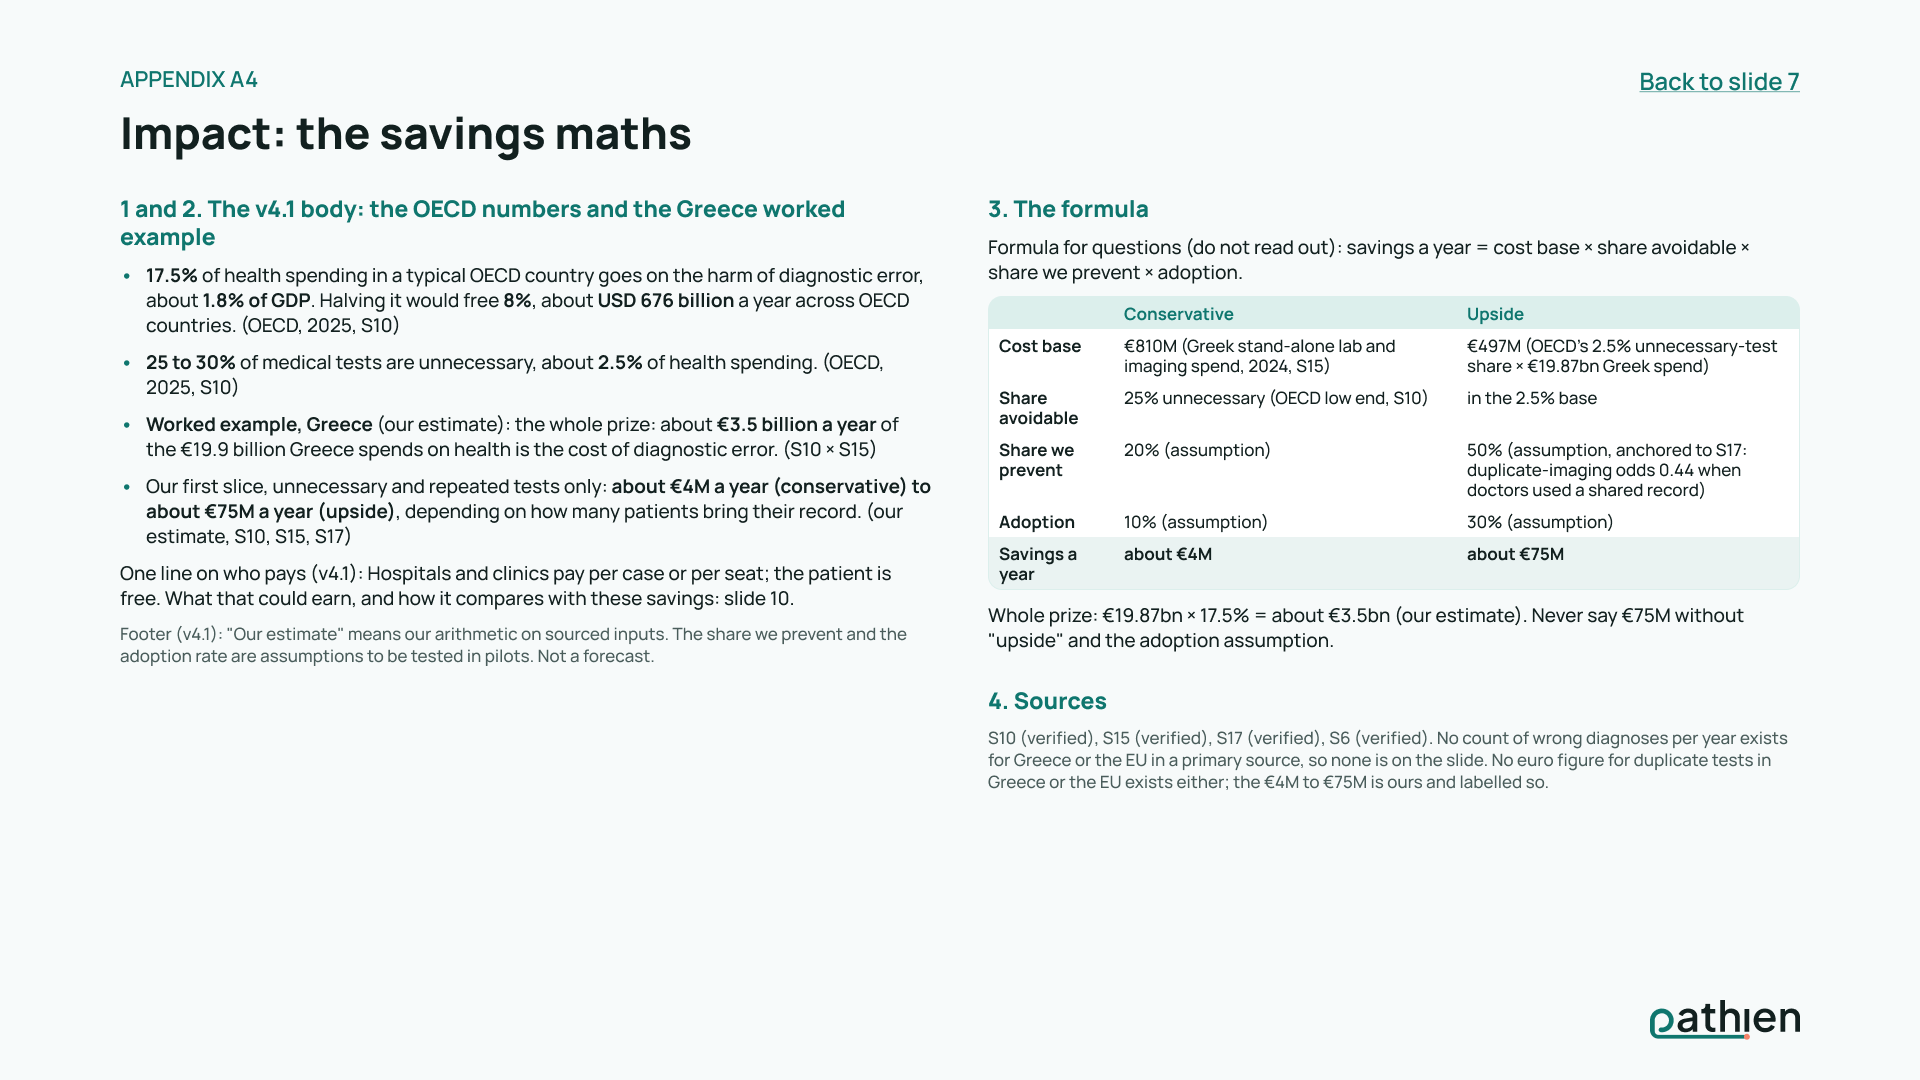 APPENDIX A4
Back to slide 7
Impact: the savings maths
1 and 2. The v4.1 body: the OECD numbers and the Greece worked
example
• 17.5% of health spending in a typical OECD country goes on the harm of diagnostic error,
about 1.8% of GDP. Halving it would free 8%, about USD 676 billion a year across OECD
countries. (OECD, 2025, S10)
• 25 to 30% of medical tests are unnecessary, about 2.5% of health spending. (OECD,
2025, S10)
• Worked example, Greece (our estimate): the whole prize: about €3.5 billion a year of
the €19.9 billion Greece spends on health is the cost of diagnostic error. (S10 × S15)
• Our first slice, unnecessary and repeated tests only: about €4M a year (conservative) to
about €75M a year (upside), depending on how many patients bring their record. (our
estimate, S10, S15, S17)
One line on who pays (v4.1): Hospitals and clinics pay per case or per seat; the patient is
free. What that could earn, and how it compares with these savings: slide 10.
Footer (v4.1): "Our estimate" means our arithmetic on sourced inputs. The share we prevent and the
adoption rate are assumptions to be tested in pilots. Not a forecast.
3. The formula
Formula for questions (do not read out): savings a year = cost base × share avoidable ×
share we prevent × adoption.
Conservative Upside
Cost base €810M (Greek stand-alone lab and €497M (OECD's 2.5% unnecessary-test
imaging spend, 2024, S15) share × €19.87bn Greek spend)
Share 25% unnecessary (OECD low end, S10) in the 2.5% base
avoidable
Share we 20% (assumption) 50% (assumption, anchored to S17:
prevent duplicate-imaging odds 0.44 when
doctors used a shared record)
Adoption 10% (assumption) 30% (assumption)
Savings a about €4M about €75M
year
Whole prize: €19.87bn × 17.5% = about €3.5bn (our estimate). Never say €75M without
"upside" and the adoption assumption.
4. Sources
S10 (verified), S15 (verified), S17 (verified), S6 (verified). No count of wrong diagnoses per year exists
for Greece or the EU in a primary source, so none is on the slide. No euro figure for duplicate tests in
Greece or the EU exists either; the €4M to €75M is ours and labelled so.
pathien